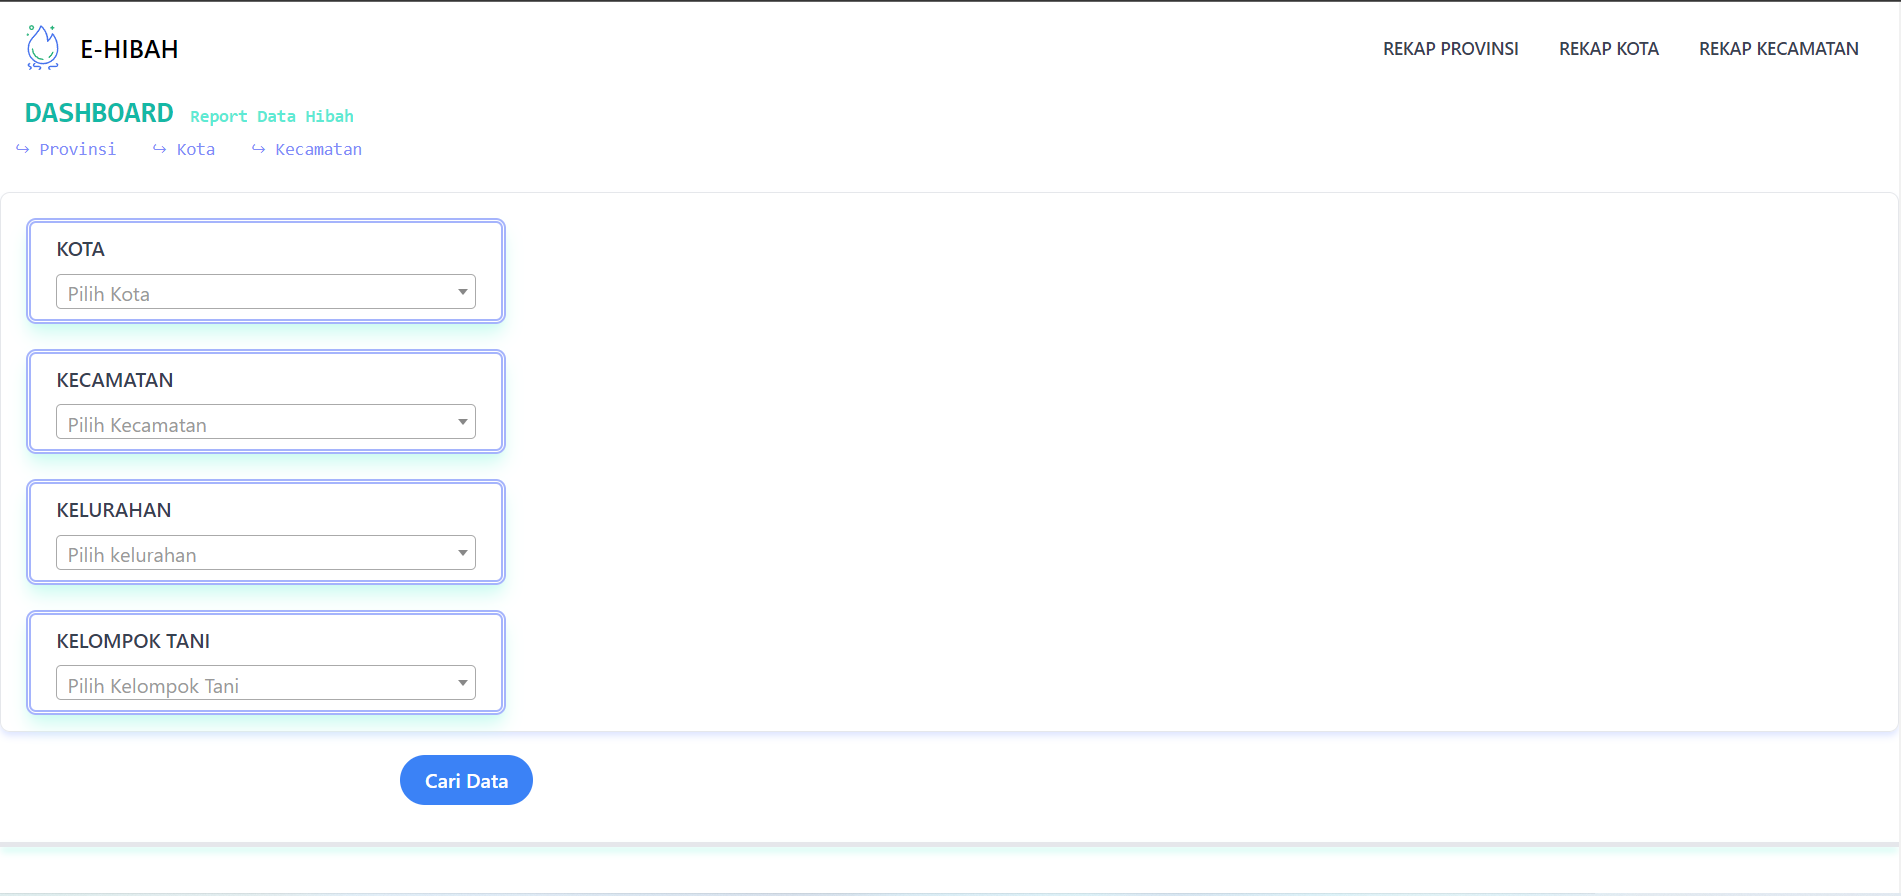 E-HIBAH
REKAP PROVINSI REKAP KOTA REKAP KECAMATAN
DASHBOARD Report Data Hibah
↪ Provinsi ↪ Kota ↪ Kecamatan
KOTA
Pilih Kota
KECAMATAN
Pilih Kecamatan
KELURAHAN
Pilih kelurahan
KELOMPOK TANI
Pilih Kelompok Tani
Cari Data